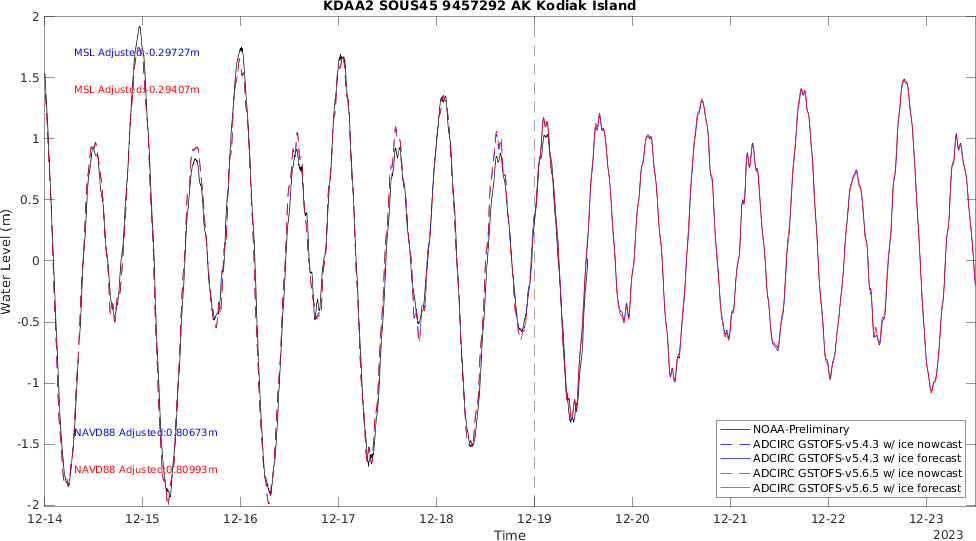 KDAA2 SOUS45 9457292 AK Kodiak Island
2
1.5
1
0.5
0
-0.5
-1
-1.5
-2
Water Level (m)
MSL Adjusted:-0.29727m
MSL Adjusted:-0.29407m
NAVD88 Adjusted:0.80673m
NAVD88 Adjusted:0.80993m
NOAA-Preliminary
ADCIRC GSTOFS-v5.4.3 w/ ice nowcast
ADCIRC GSTOFS-v5.4.3 w/ ice forecast
ADCIRC GSTOFS-v5.6.5 w/ ice nowcast
ADCIRC GSTOFS-v5.6.5 w/ ice forecast
12-14 12-15 12-16 12-17 12-18 12-19 12-20 12-21 12-22 12-23
Time
2023